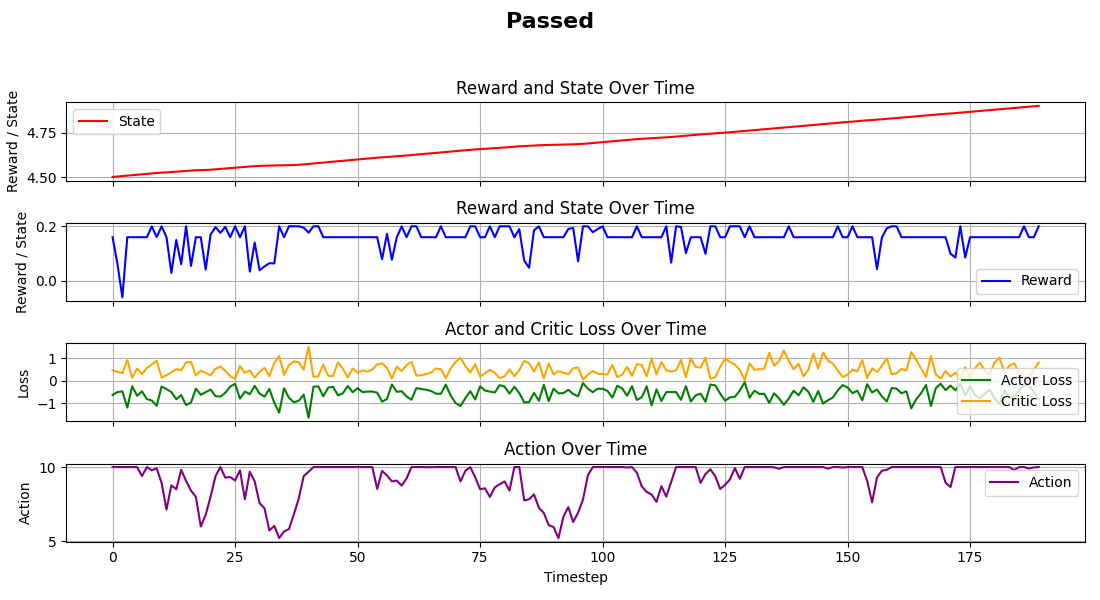 Passed
Reward and State Over Time
Reward / State
4.75
4.50
State
Reward and State Over Time
Reward / State
0.2
0.0
Reward
Actor and Critic Loss Over Time
Loss
1
0
−1
Actor Loss
Critic Loss
Action Over Time
Action
10
5
Action
0 25 50 75 100 125 150 175
Timestep